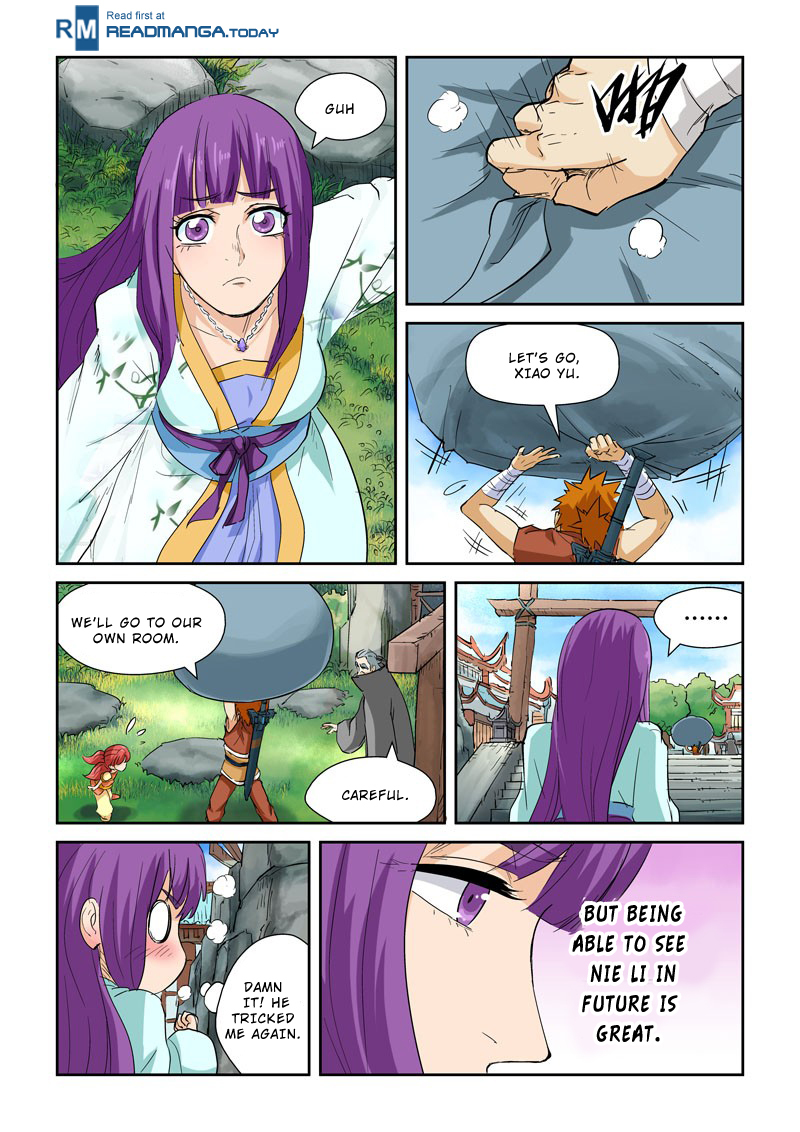 RM
Read first at
READMANGA.TODAY
GUH
LET'S GO,
XIAO YU.
WE'LL GO TO OUR
OWN ROOM.
CAREFUL.
......
DAMN
IT! HE
TRICKED
ME AGAIN.
BUT BEING
ABLE TO SEE
NIE LI IN
FUTURE IS
GREAT.